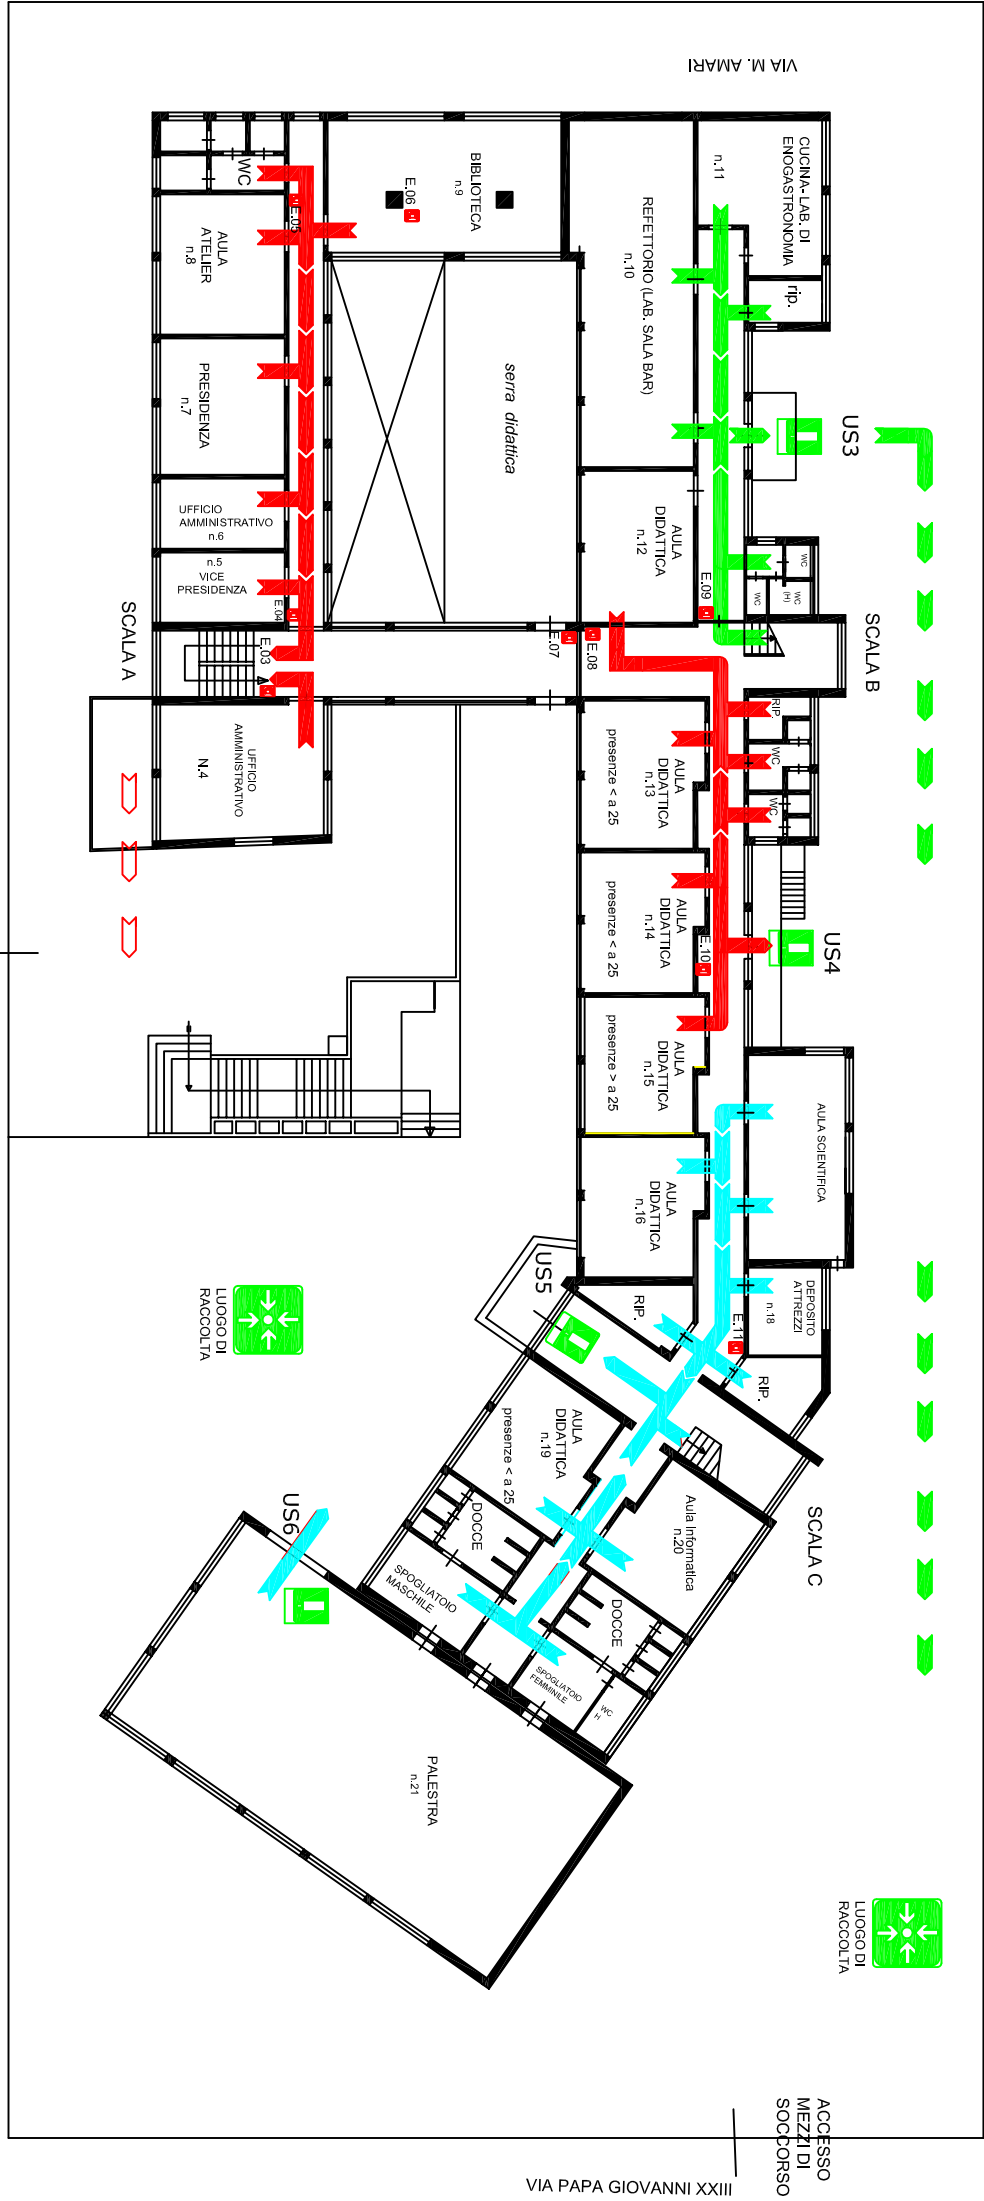 VIA M. AMARI
CUCINA- LAB. DI
ENOGASTRONOMIA
n.11
rip.
REFETTORIO (LAB. SALA BAR)
n.10
BIBLIOTECA
n.9
E.06
WC
E.05
AULA
ATELIER
n.8
PRESIDENZA
n.7
UFFICIO
AMMINISTRATIVO
n.6
n.5
VICE
PRESIDENZA
E.04
E.03
SCALA A
serra didattica
UFFICIO
AMMINISTRATIVO
N.4
US3
AULA
DIDATTICA
n.12
E.09
E.07
E.08
WC
WC
(H)
WC
SCALA B
RIP.
WC
WC
AULA
DIDATTICA
n.13
presenze < a 25
AULA
DIDATTICA
n.14
presenze < a 25
E.10
US4
AULA
DIDATTICA
n.15
presenze > a 25
AULA SCIENTIFICA
AULA
DIDATTICA
n.16
DEPOSITO
ATTREZZI
n.18
E.11
RIP.
RIP.
US5
LUOGO DI
RACCOLTA
AULA
DIDATTICA
n.19
presenze < a 25
SCALA C
Aula Informatica
n.20
DOCCE
DOCCE
SPOGLIATOIO
MASCHILE
SPOGLIATOIO
FEMMINILE
WC
H
US6
PALESTRA
n.21
LUOGO DI
RACCOLTA
ACCESSO
MEZZI DI
SOCCORSO
VIA PAPA GIOVANNI XXIII